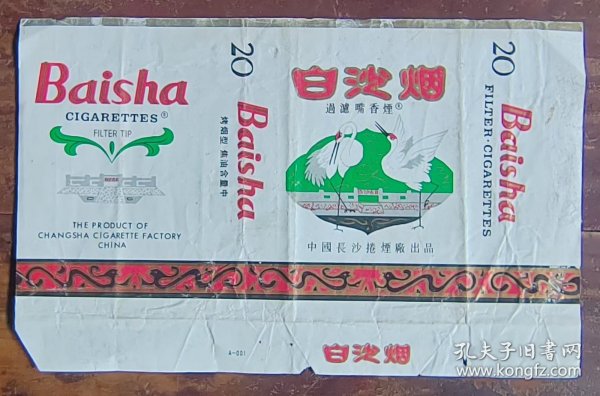 Baisha
CIGARETTES®
FILTER TIP
THE PRODUCT OF
CHANGSHA CIGARETTE FACTORY
CHINA
20
Baisha
烤烟型 焦油含量中
白沙烟
過濾嘴香煙®
中國長沙捲煙廠出品
20
Baisha
FILTER·CIGARETTES
A-001
白沙烟
孔夫子旧书网
www.kongfz.com